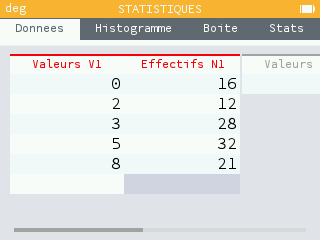 deg STATISTIQUES
Donnees Histogramme Boite Stats
Valeurs V1 Effectifs N1 Valeurs
0 16
2 12
3 28
5 32
8 21